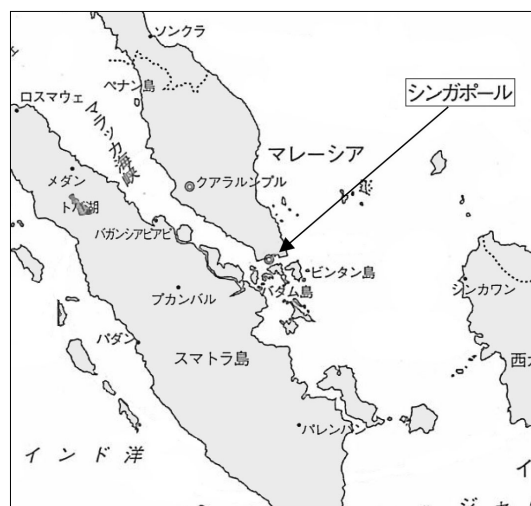 ソンクラ
ペナン島
シンガポール
ロスマウェ
マラッカ海峡
マレーシア
メダン
クアラルンプル
トバ湖
バガンシアピアピ
ビンタン島
バタム島
シンカワン
プカンバル
パダン
スマトラ島
パレンバン
インド洋